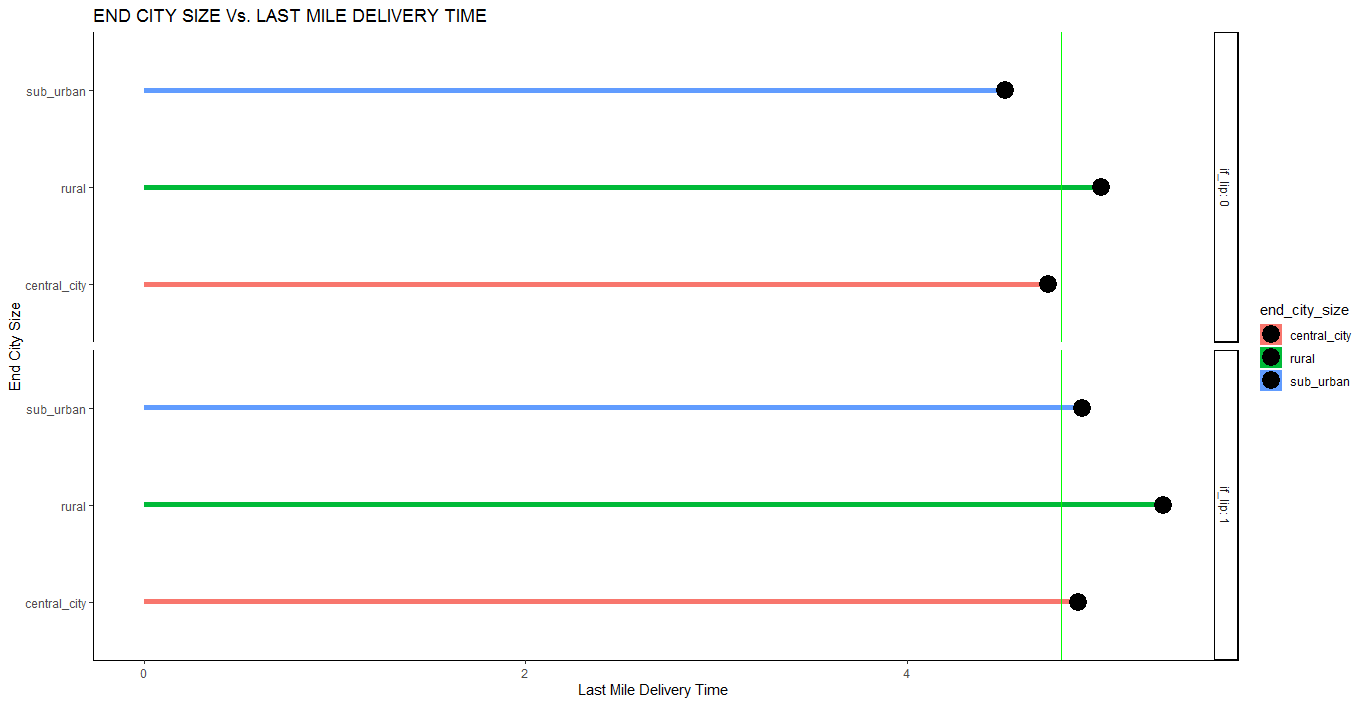 END CITY SIZE Vs. LAST MILE DELIVERY TIME
End City Size
sub_urban
rural
central_city
if_lip: 0
sub_urban
rural
central_city
if_lip: 1
0
2
4
Last Mile Delivery Time
end_city_size
central_city
rural
sub_urban